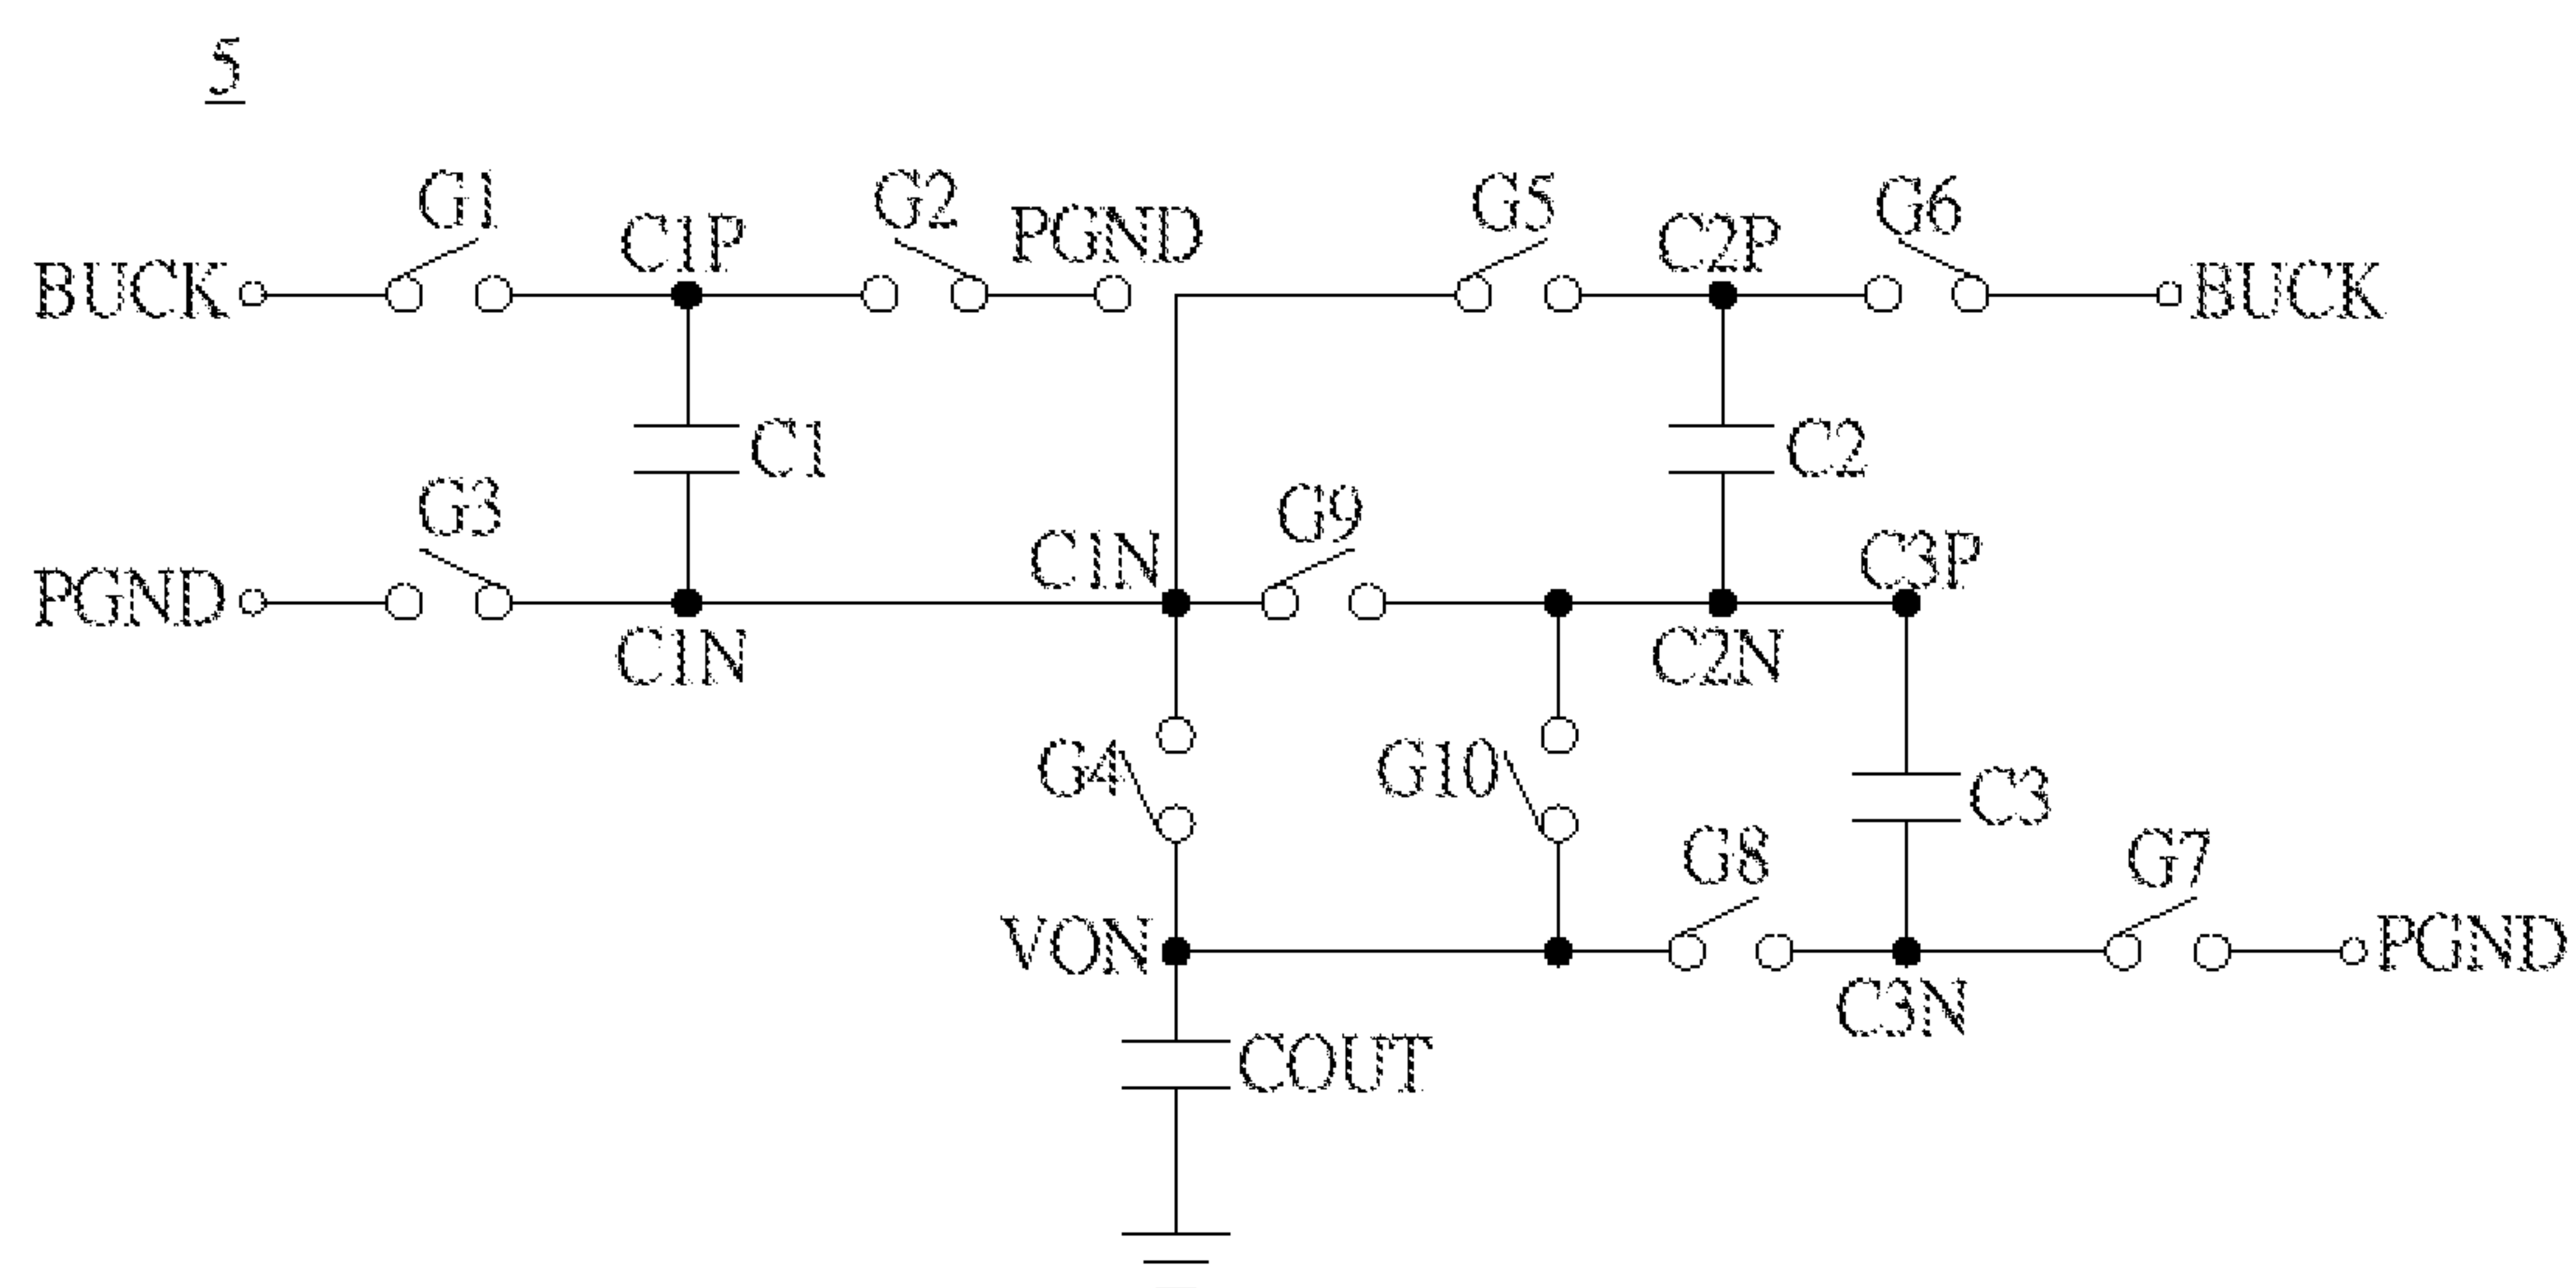 5
G1
G2
G5
G6
C1P
PGND
C2P
BUCK
BUCK
C1
C2
G3
G9
C1N
C3P
PGND
C1N
C2N
G4
G10
C3
G8
G7
VON
PGND
C3N
COUT